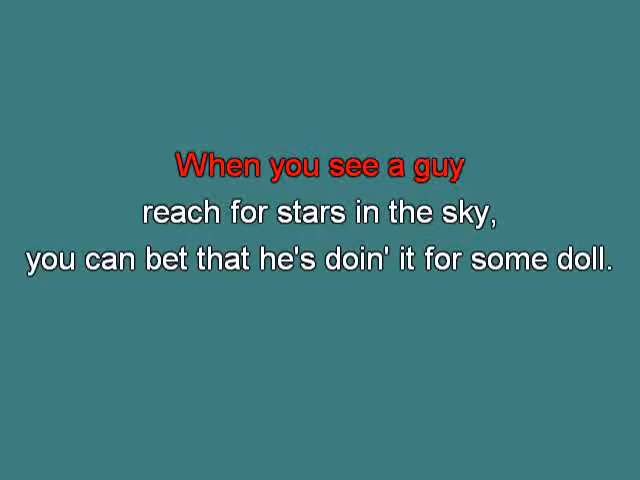 When you see a guy
reach for stars in the sky,
you can bet that he's doin' it for some doll.